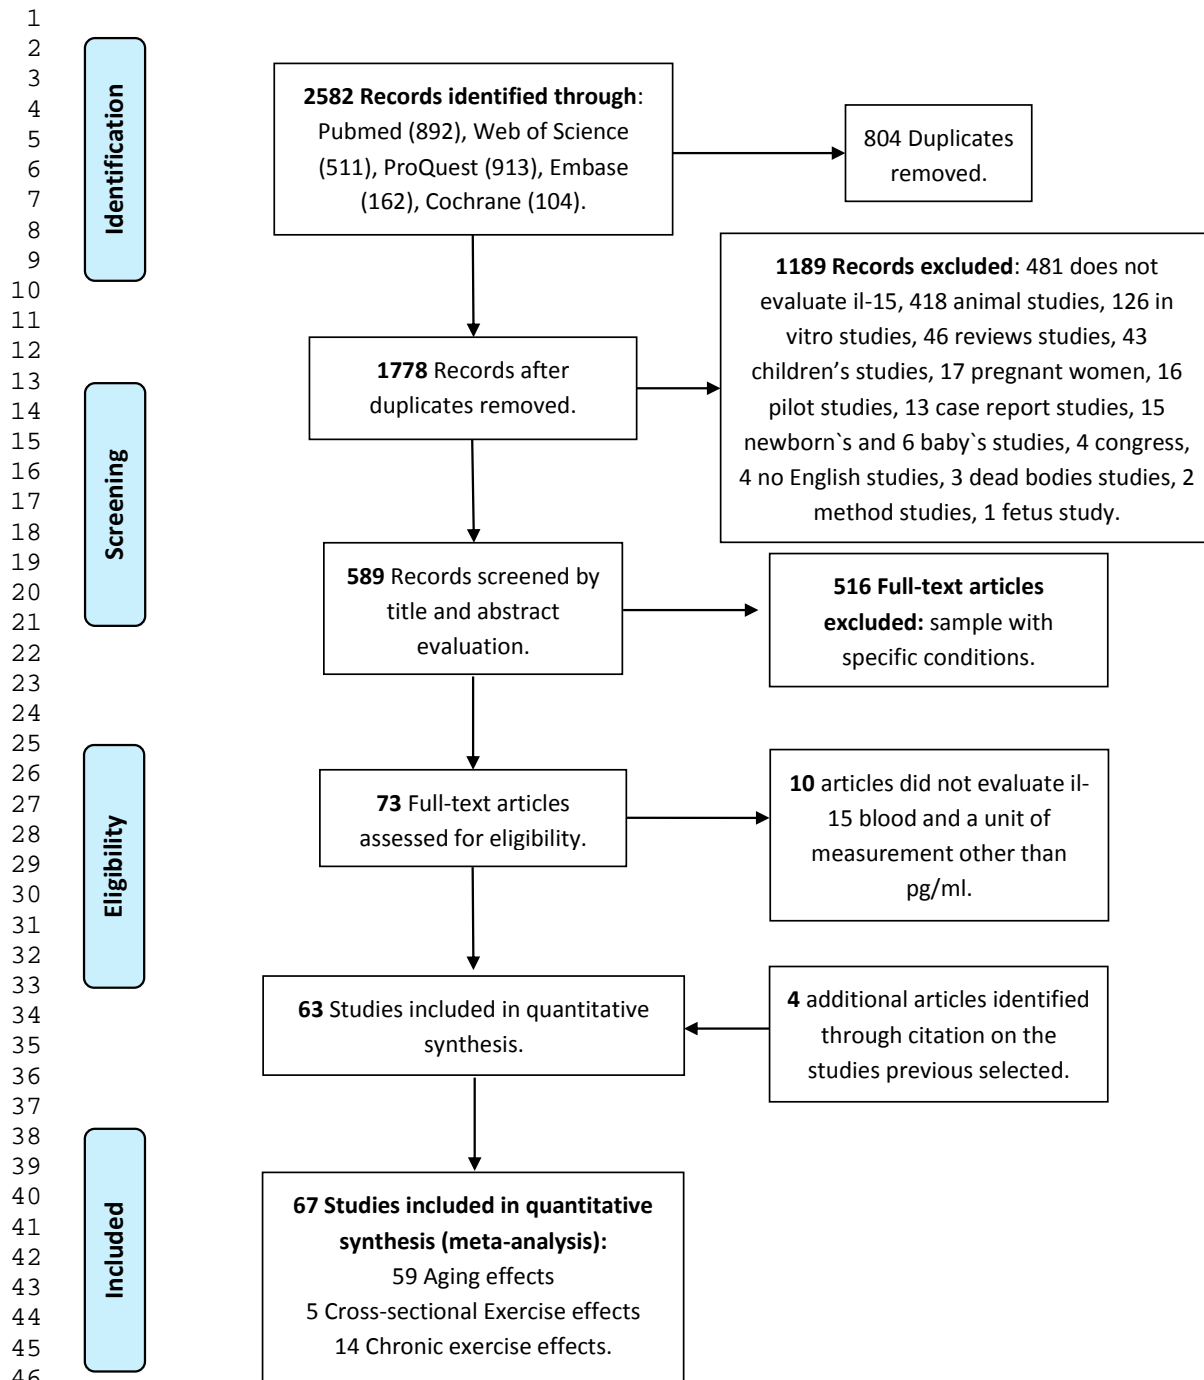 1
2
3
4
5
6
7
8
9
10
11
12
13
14
15
16
17
18
19
20
21
22
23
24
25
26
27
28
29
30
31
32
33
34
35
36
37
38
39
40
41
42
43
44
45
46
Identification
2582 Records identified through:
Pubmed (892), Web of Science
(511), ProQuest (913), Embase
(162), Cochrane (104).
804 Duplicates
removed.
1189 Records excluded: 481 does not
evaluate il-15, 418 animal studies, 126 in
vitro studies, 46 reviews studies, 43
children’s studies, 17 pregnant women, 16
pilot studies, 13 case report studies, 15
newborn`s and 6 baby`s studies, 4 congress,
4 no English studies, 3 dead bodies studies, 2
method studies, 1 fetus study.
Screening
1778 Records after
duplicates removed.
589 Records screened by
title and abstract
evaluation.
516 Full-text articles
excluded: sample with
specific conditions.
Eligibility
73 Full-text articles
assessed for eligibility.
10 articles did not evaluate il-
15 blood and a unit of
measurement other than
pg/ml.
63 Studies included in quantitative
synthesis.
4 additional articles identified
through citation on the
studies previous selected.
Included
67 Studies included in quantitative
synthesis (meta-analysis):
59 Aging effects
5 Cross-sectional Exercise effects
14 Chronic exercise effects.